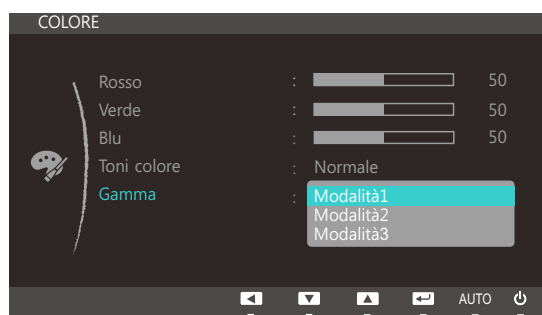 COLORE
Rosso : 50
Verde : 50
Blu : 50
Toni colore : Normale
Gamma : Modalità1
Modalità2
Modalità3
AUTO